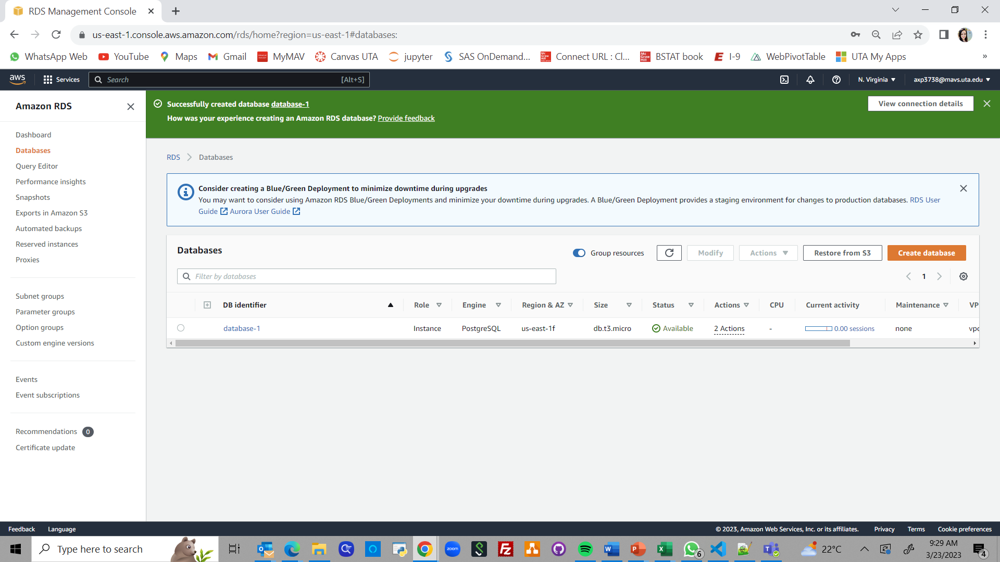 RDS Management Console
us-east-1.console.aws.amazon.com/rds/home?region=us-east-1#databases:
WhatsApp Web YouTube Maps Gmail MyMAV Canvas UTA jupyter SAS OnDemand... Connect URL : Cl... BSTAT book I-9 WebPivotTable UTA My Apps »
aws Services Search [Alt+S] N. Virginia axp3738@mavs.uta.edu
Amazon RDS
Dashboard
Databases
Query Editor
Performance insights
Snapshots
Exports in Amazon S3
Automated backups
Reserved instances
Proxies
Subnet groups
Parameter groups
Option groups
Custom engine versions
Events
Event subscriptions
Recommendations 0
Certificate update
Successfully created database database-1
View connection details
How was your experience creating an Amazon RDS database? Provide feedback
RDS Databases
Consider creating a Blue/Green Deployment to minimize downtime during upgrades
You may want to consider using Amazon RDS Blue/Green Deployments and minimize your downtime during upgrades. A Blue/Green Deployment provides a staging environment for changes to production databases. RDS User
Guide Aurora User Guide
Databases Group resources Modify Actions Restore from S3 Create database
Filter by databases 1
DB identifier Role Engine Region & AZ Size Status Actions CPU Current activity Maintenance VP
database-1 Instance PostgreSQL us-east-1f db.t3.micro Available 2 Actions - 0.00 sessions none vpc
Feedback Language © 2023, Amazon Web Services, Inc. or its affiliates. Privacy Terms Cookie preferences
Type here to search zoom 6 22°C 9:29 AM
3/23/2023 4